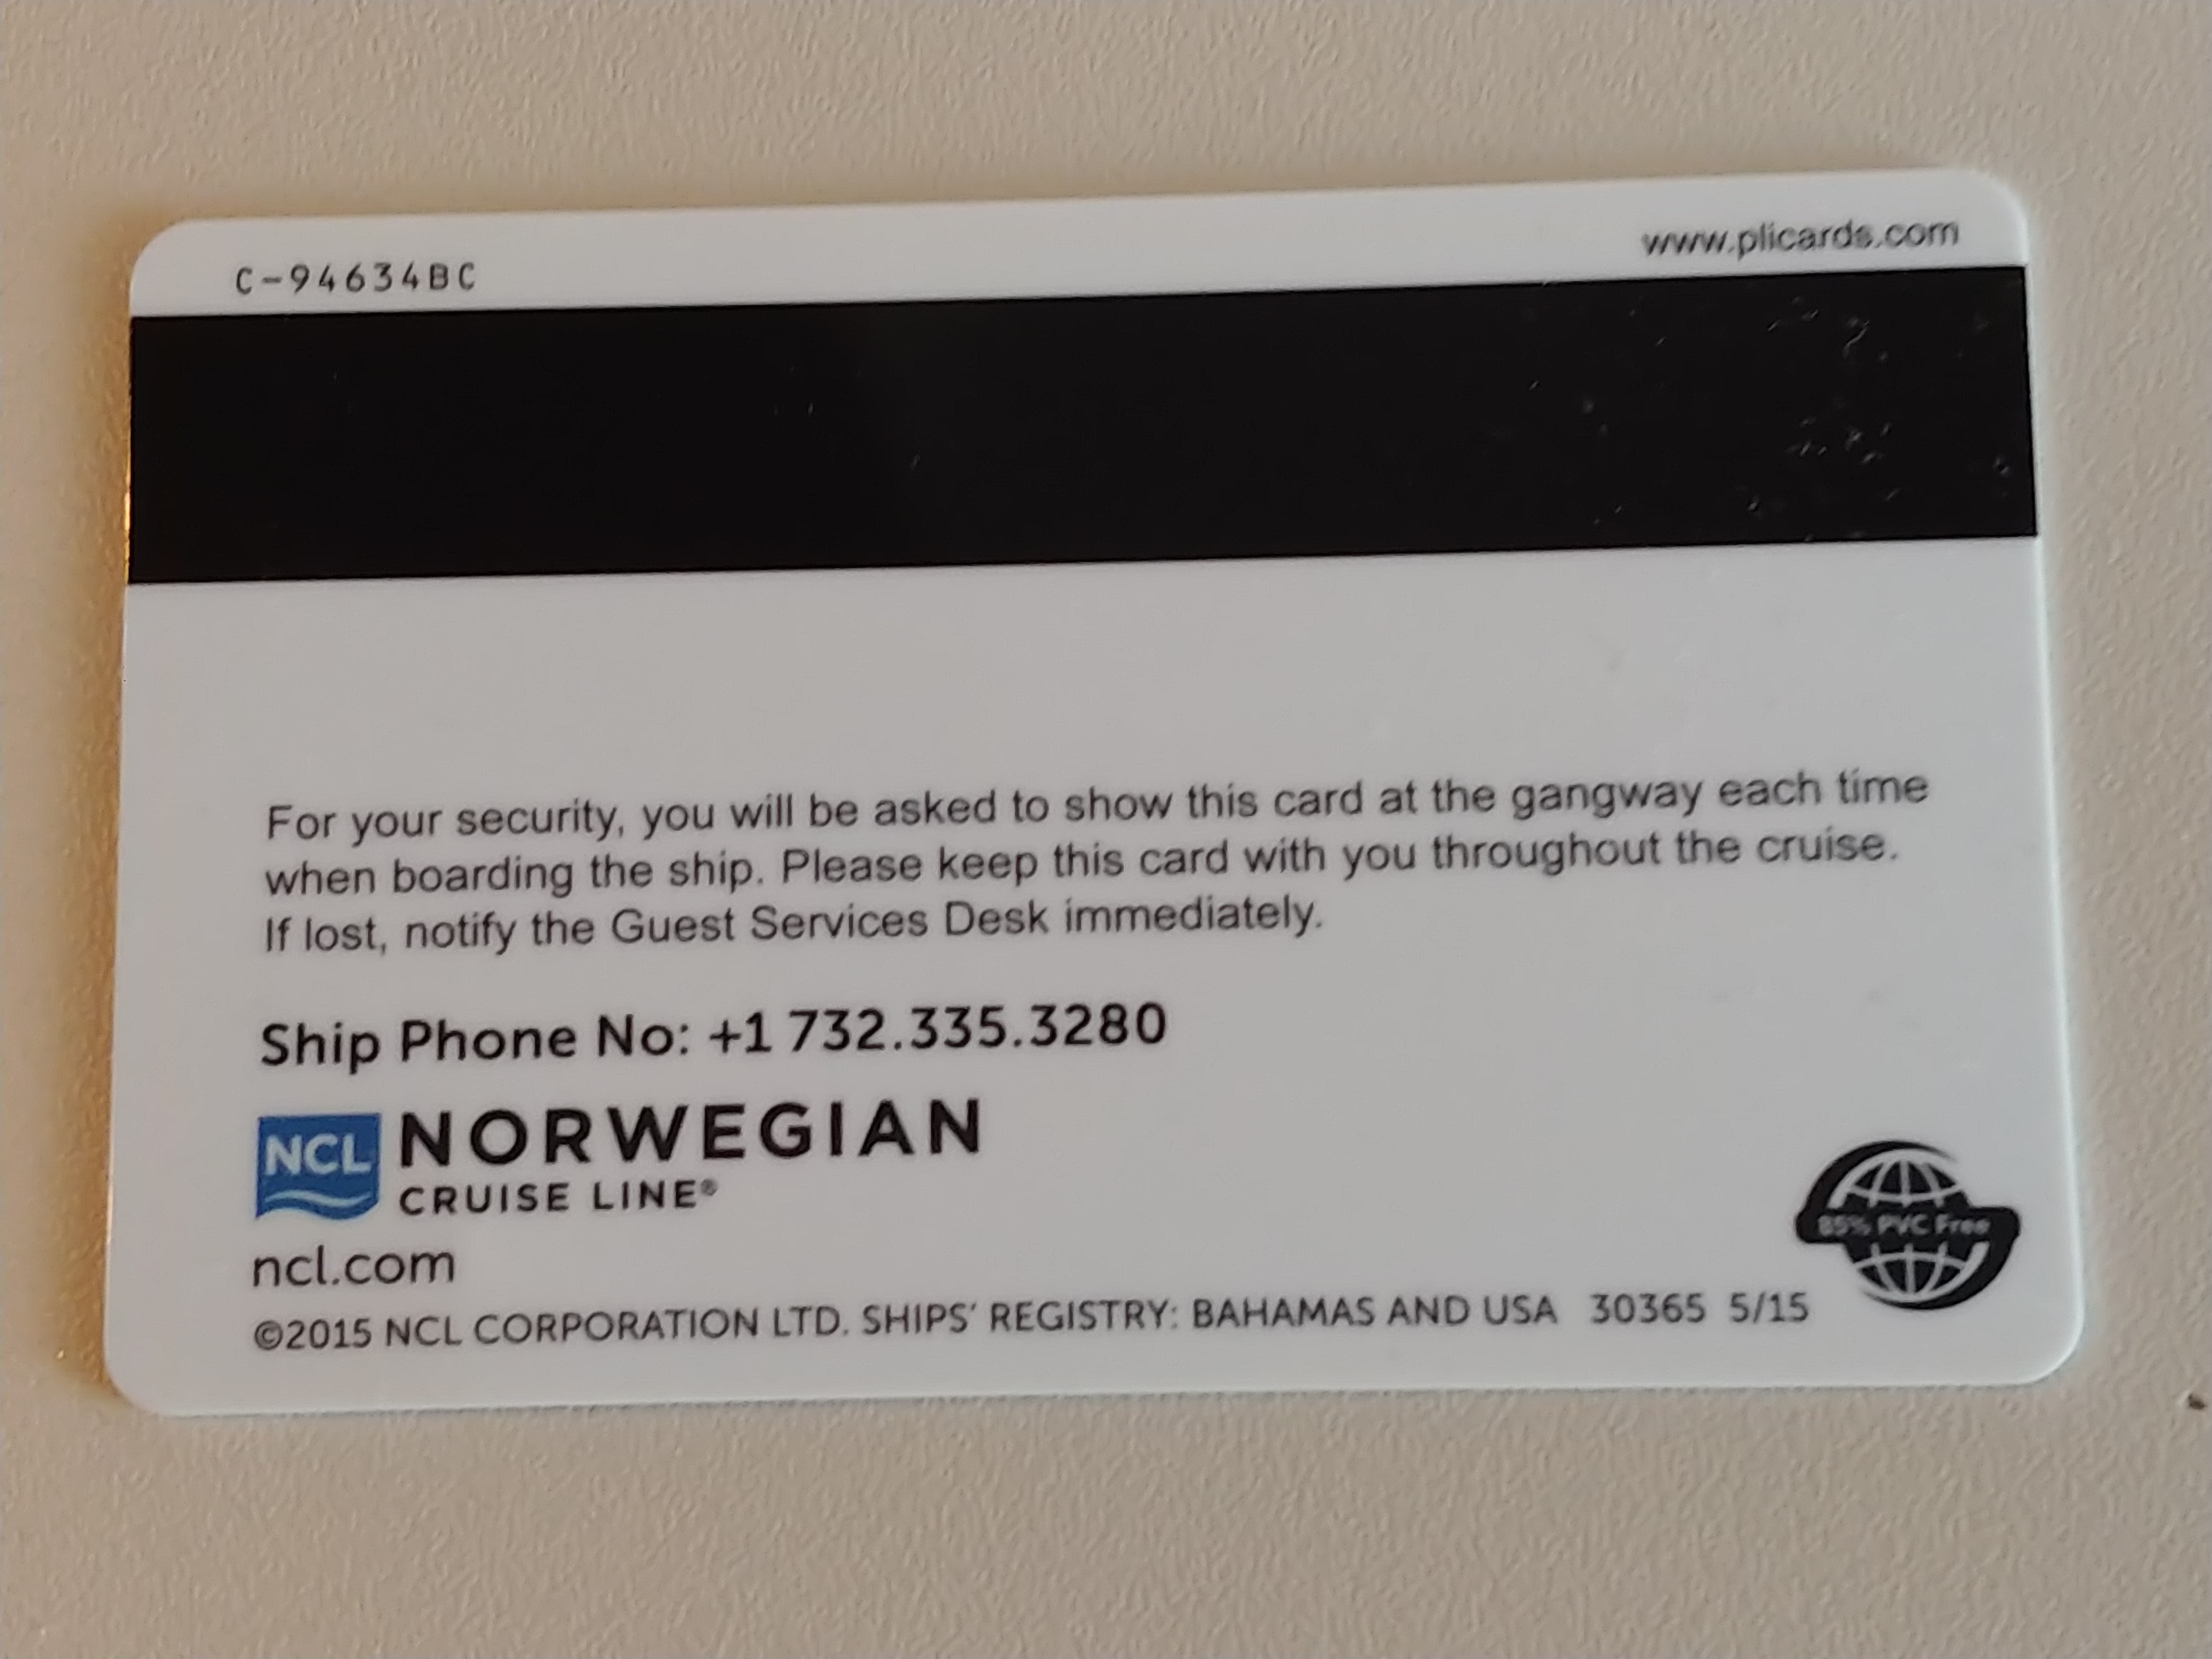 C-94634BC
www.plicards.com
For your security, you will be asked to show this card at the gangway each time
when boarding the ship. Please keep this card with you throughout the cruise.
If lost, notify the Guest Services Desk immediately.
Ship Phone No: +1 732.335.3280
NCL NORWEGIAN
CRUISE LINE®
85% PVC Free
ncl.com
©2015 NCL CORPORATION LTD. SHIPS' REGISTRY: BAHAMAS AND USA 30365 5/15